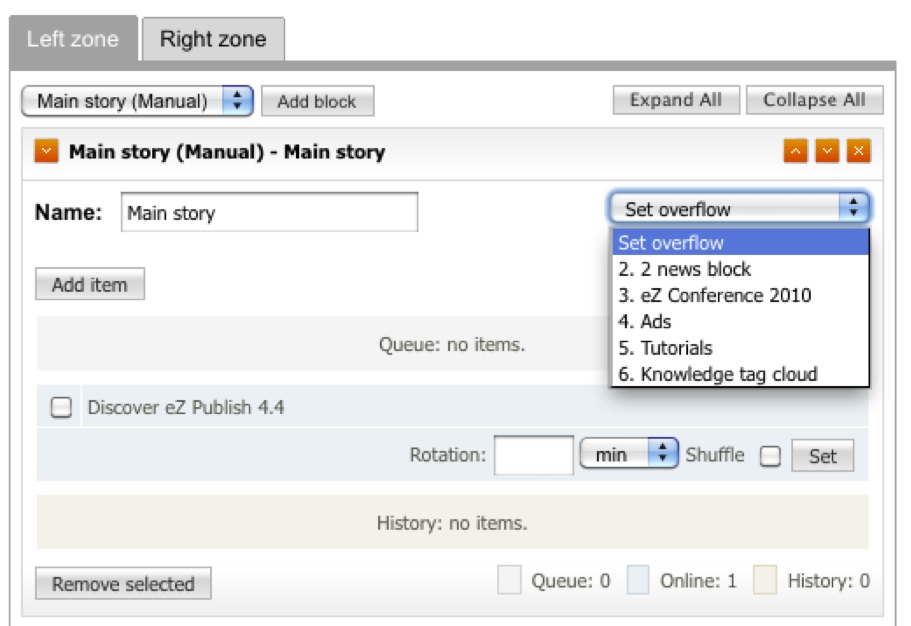 Left zone Right zone
Main story (Manual) Add block Expand All Collapse All
Main story (Manual) - Main story
Name: Main story Set overflow
Set overflow
2. 2 news block
3. eZ Conference 2010
4. Ads
5. Tutorials
6. Knowledge tag cloud
Add item
Queue: no items.
Discover eZ Publish 4.4
Rotation: min Shuffle Set
History: no items.
Remove selected Queue: 0 Online: 1 History: 0